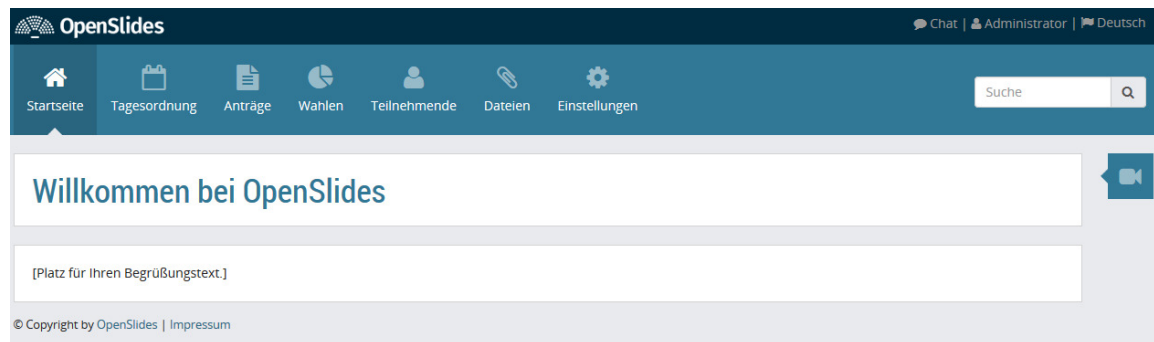 OpenSlides
Chat | Administrator | Deutsch
Startseite Tagesordnung Anträge Wahlen Teilnehmende Dateien Einstellungen
Suche
Willkommen bei OpenSlides
[Platz für Ihren Begrüßungstext.]
© Copyright by OpenSlides | Impressum